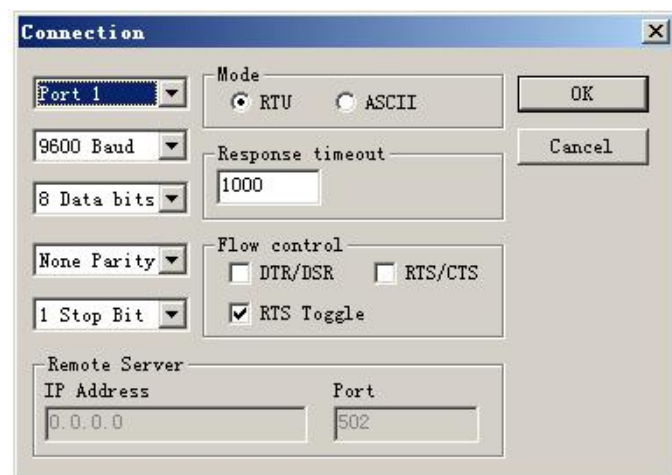 Connection
Port 1
Mode
RTU
ASCII
OK
9600 Baud
Response timeout
1000
Cancel
8 Data bits
None Parity
Flow control
DTR/DSR
RTS/CTS
1 Stop Bit
RTS Toggle
Remote Server
IP Address
Port
0.0.0.0
502